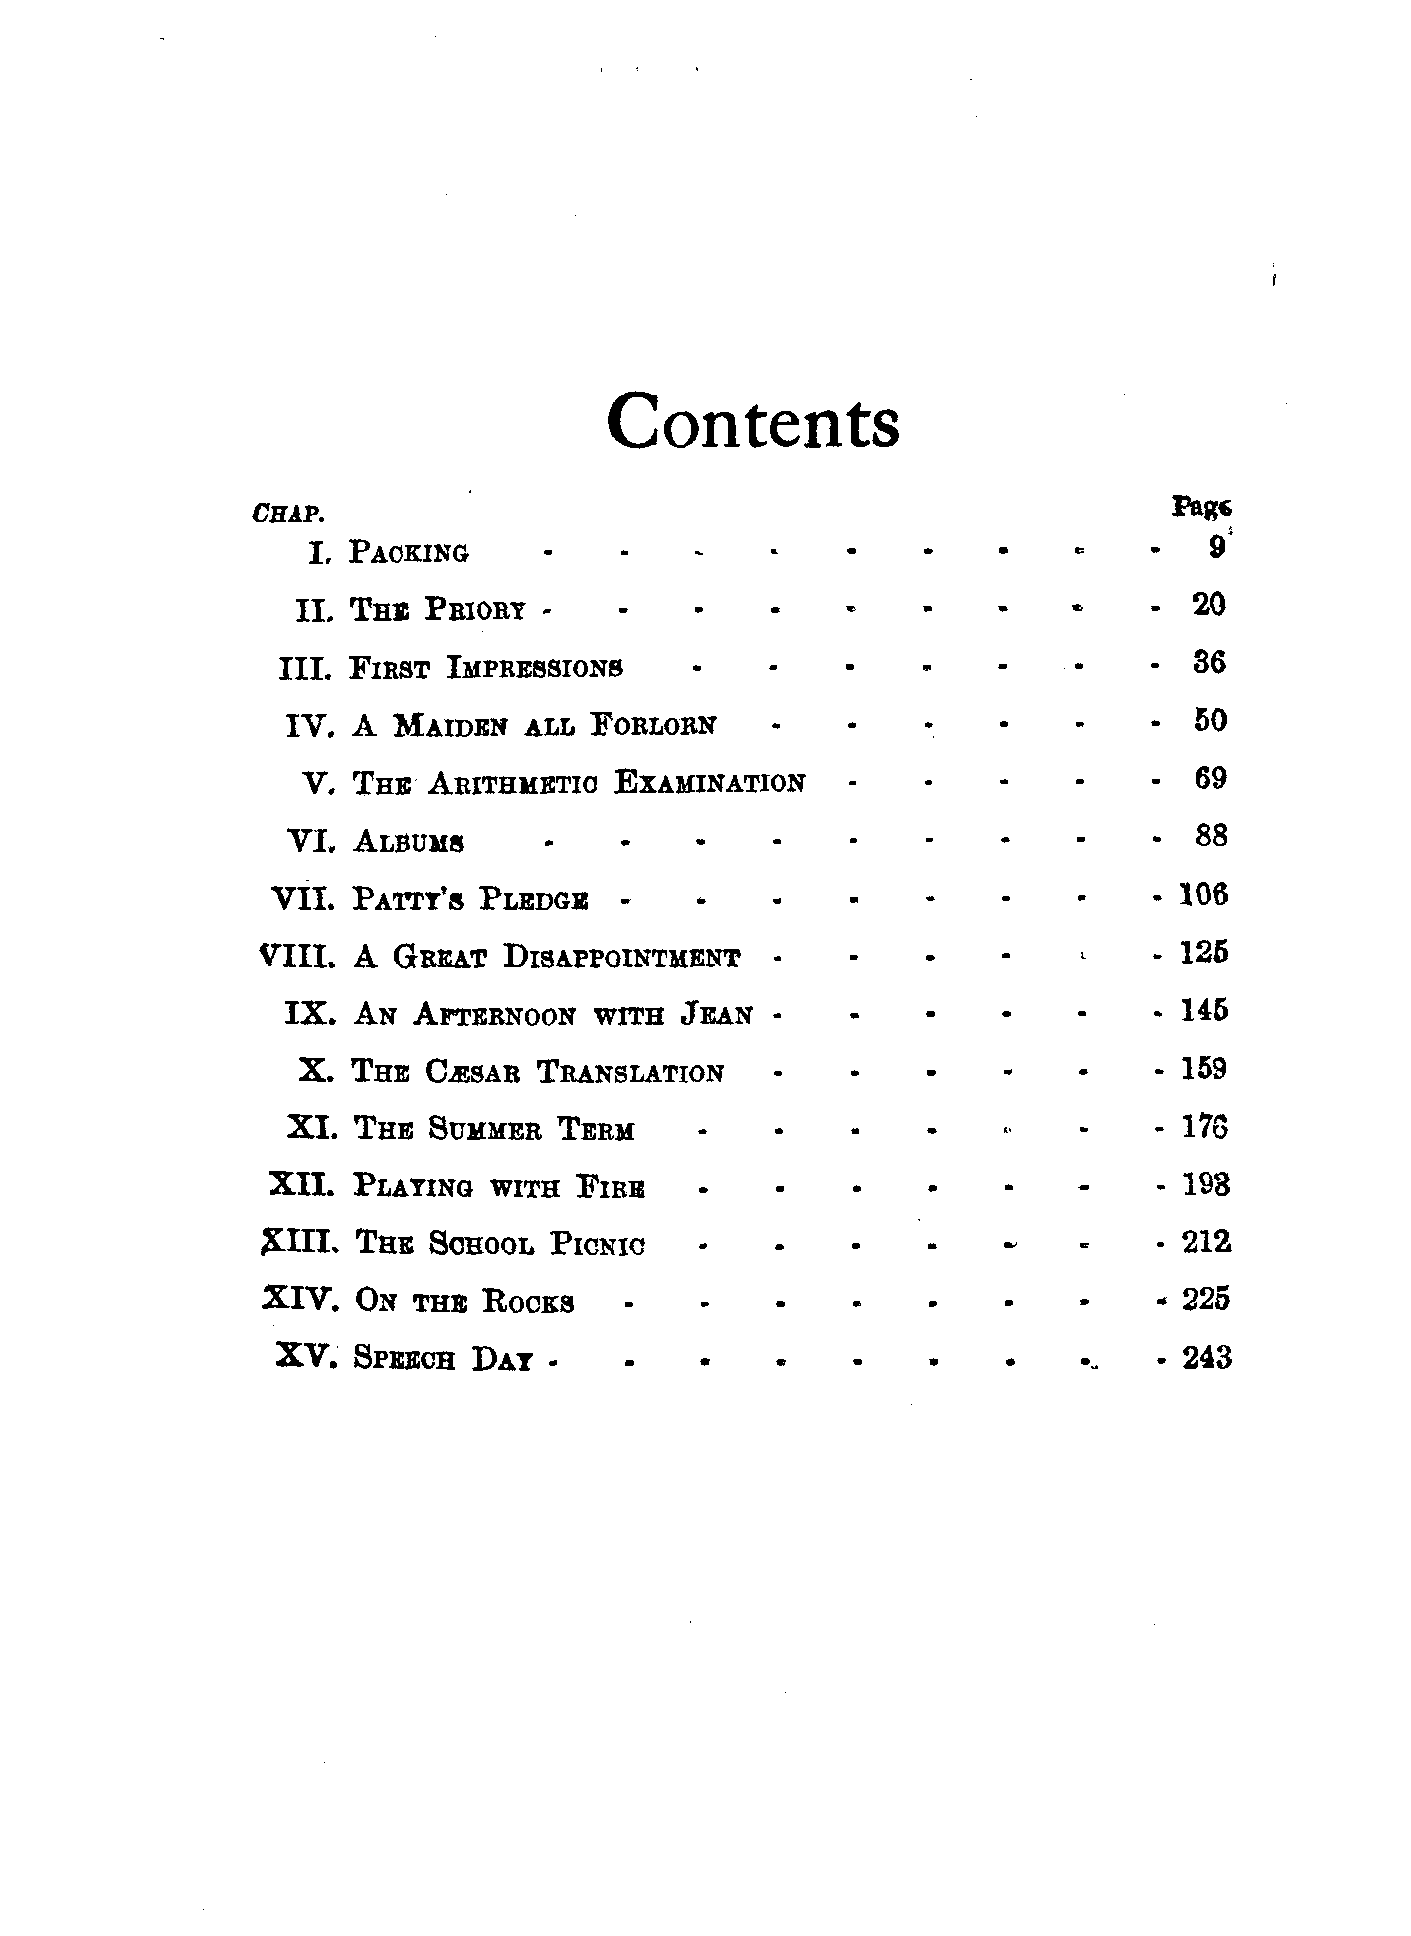 Contents
CHAP. Page
I. PACKING - - - - - - - - - 9
II. THE PRIORY - - - - - - - - - 20
III. FIRST IMPRESSIONS - - - - - - - 36
IV. A MAIDEN ALL FORLORN - - - - - - 50
V. THE ARITHMETIC EXAMINATION - - - - - 69
VI. ALBUMS - - - - - - - - - 88
VII. PATTY'S PLEDGE - - - - - - - - 106
VIII. A GREAT DISAPPOINTMENT - - - - - - 125
IX. AN AFTERNOON WITH JEAN - - - - - - 145
X. THE CÆSAR TRANSLATION - - - - - - 159
XI. THE SUMMER TERM - - - - - - - 176
XII. PLAYING WITH FIRE - - - - - - - 193
XIII. THE SCHOOL PICNIC - - - - - - - 212
XIV. ON THE ROCKS - - - - - - - - 225
XV. SPEECH DAY - - - - - - - - - 243